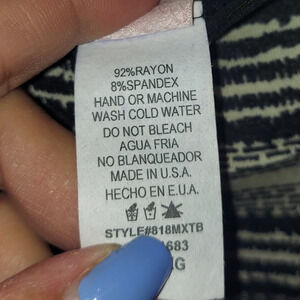 92%RAYON
8%SPANDEX
HAND OR MACHINE
WASH COLD WATER
DO NOT BLEACH
AGUA FRIA
NO BLANQUEADOR
MADE IN U.S.A.
HECHO EN E.U.A.
STYLE#818MXTB
683
G